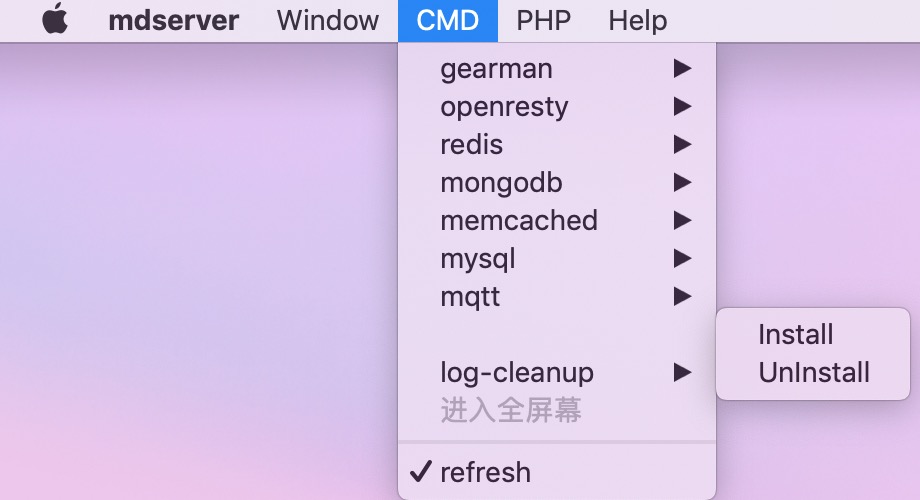 mdserver Window CMD PHP Help
gearman
openresty
redis
mongodb
memcached
mysql
mqtt
Install
log-cleanup UnInstall
进入全屏幕
refresh